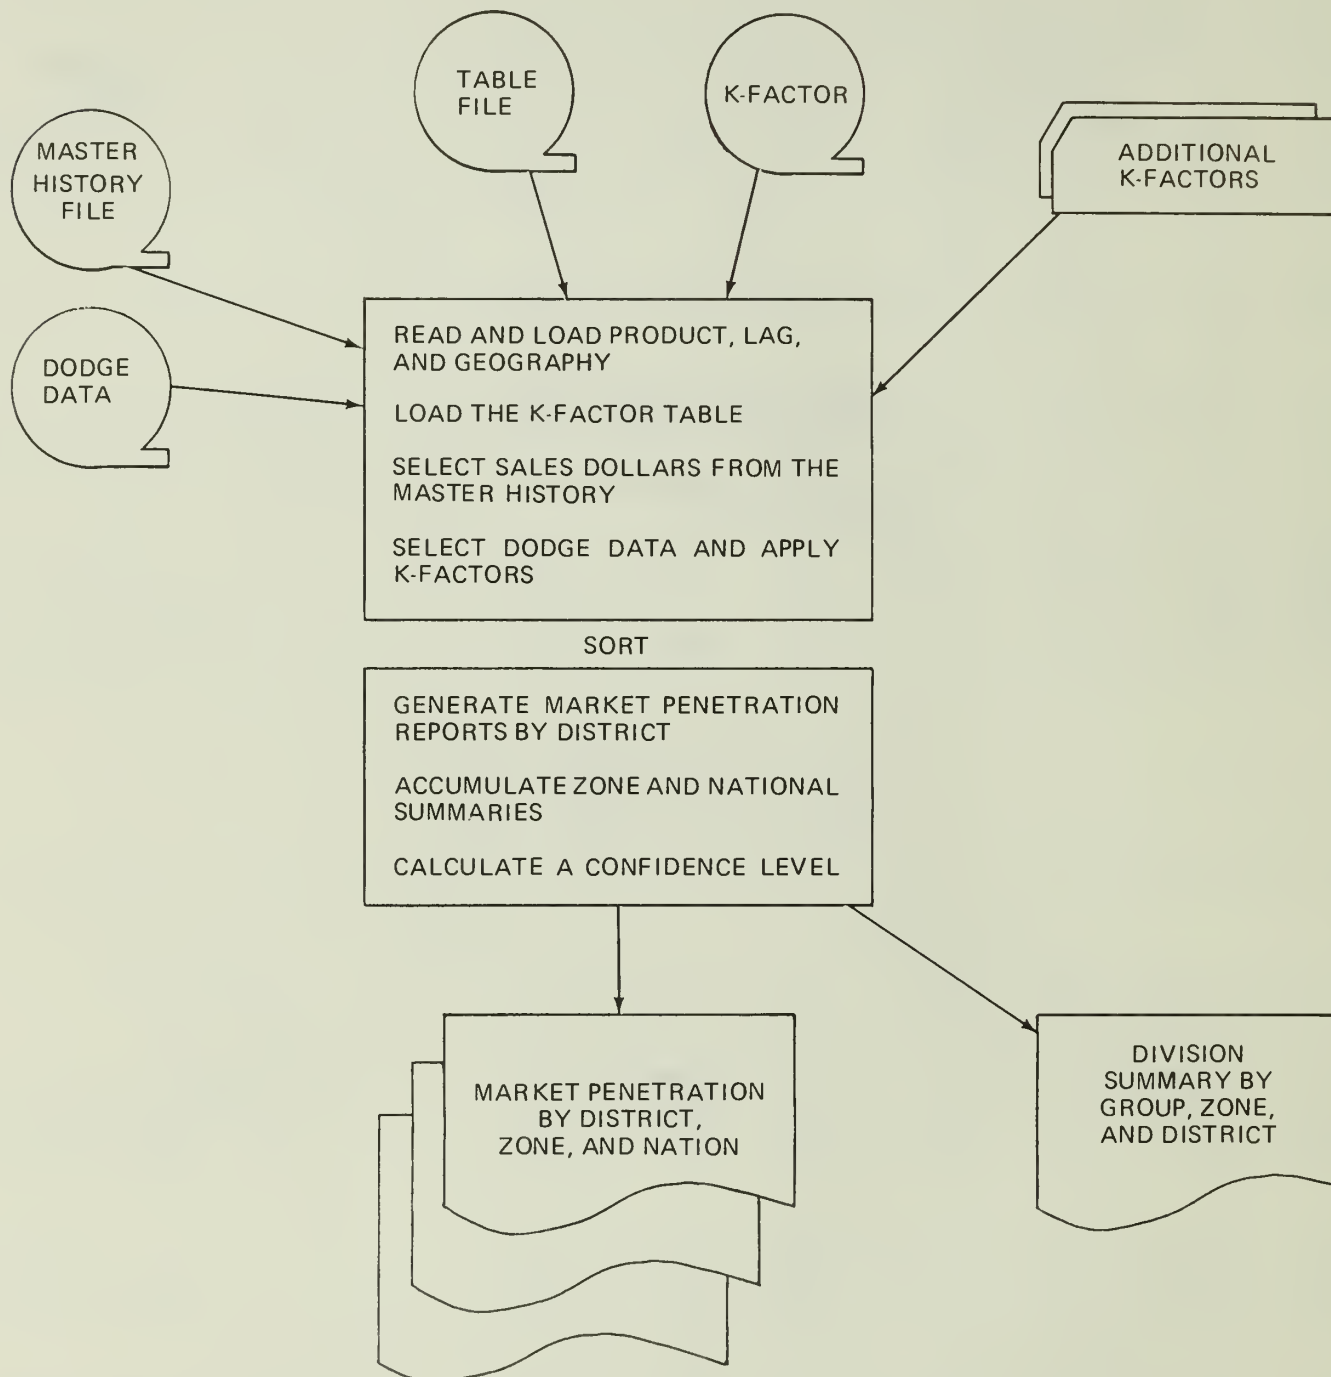 TABLE
FILE
K-FACTOR
MASTER
HISTORY
FILE
ADDITIONAL
K-FACTORS
DODGE
DATA
READ AND LOAD PRODUCT, LAG,
AND GEOGRAPHY
LOAD THE K-FACTOR TABLE
SELECT SALES DOLLARS FROM THE
MASTER HISTORY
SELECT DODGE DATA AND APPLY
K-FACTORS
SORT
GENERATE MARKET PENETRATION
REPORTS BY DISTRICT
ACCUMULATE ZONE AND NATIONAL
SUMMARIES
CALCULATE A CONFIDENCE LEVEL
MARKET PENETRATION
BY DISTRICT,
ZONE, AND NATION
DIVISION
SUMMARY BY
GROUP, ZONE,
AND DISTRICT